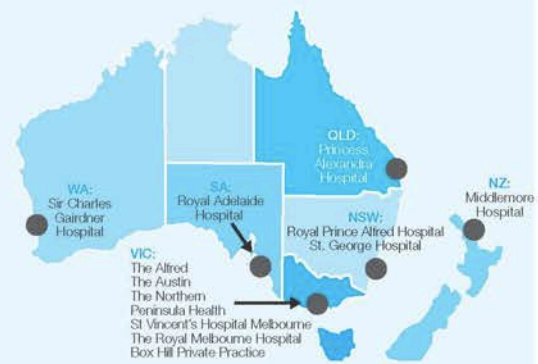 QLD:
Princess
Alexandra
Hospital
WA:
Sir Charles
Gairdner
Hospital
SA:
Royal Adelaide
Hospital
NZ:
Middlemore
Hospital
NSW:
Royal Prince Alfred Hospital
St. George Hospital
VIC:
The Alfred
The Austin
The Northern
Peninsula Health
St Vincent's Hospital Melbourne
The Royal Melbourne Hospital
Box Hill Private Practice